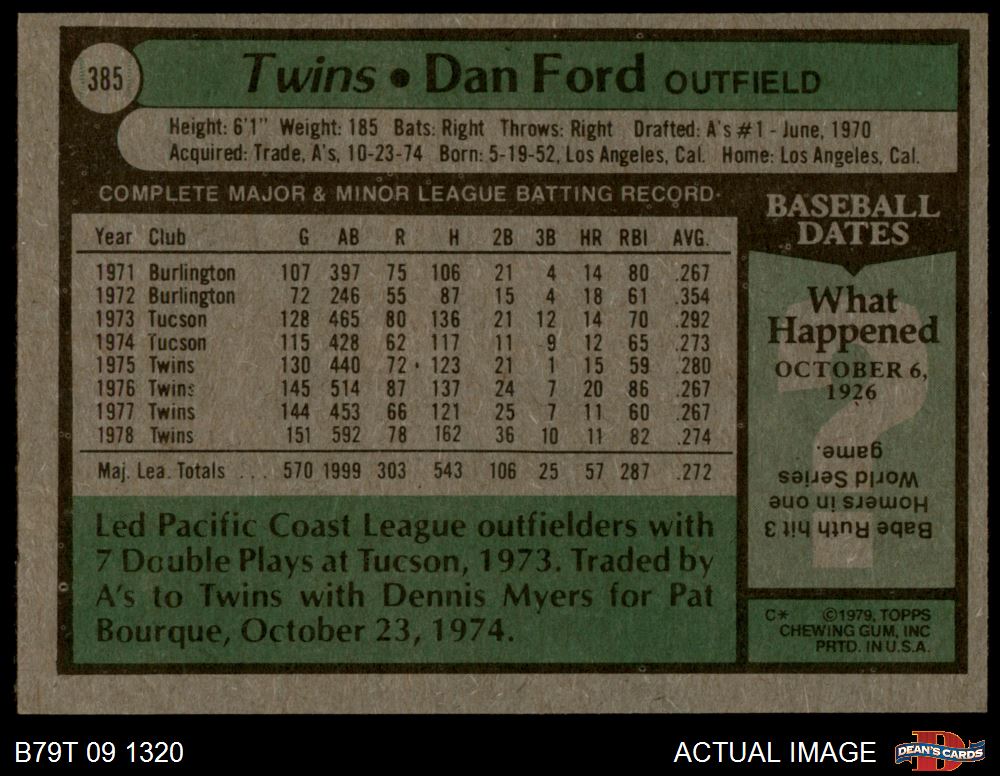 385
Twins • Dan Ford OUTFIELD
Height: 6'1" Weight: 185 Bats: Right Throws: Right Drafted: A's #1 - June, 1970
Acquired: Trade, A's, 10-23-74 Born: 5-19-52, Los Angeles, Cal. Home: Los Angeles, Cal.
COMPLETE MAJOR & MINOR LEAGUE BATTING RECORD
Year Club G AB R H 2B 3B HR RBI AVG.
1971 Burlington 107 397 75 106 21 4 14 80 .267
1972 Burlington 72 246 55 87 15 4 18 61 .354
1973 Tucson 128 465 80 136 21 12 14 70 .292
1974 Tucson 115 428 62 117 11 9 12 65 .273
1975 Twins 130 440 72 123 21 1 15 59 .280
1976 Twins 145 514 87 137 24 7 20 86 .267
1977 Twins 144 453 66 121 25 7 11 60 .267
1978 Twins 151 592 78 162 36 10 11 82 .274
Maj. Lea. Totals ... 570 1999 303 543 106 25 57 287 .272
Led Pacific Coast League outfielders with
7 Double Plays at Tucson, 1973. Traded by
A's to Twins with Dennis Myers for Pat
Bourque, October 23, 1974.
BASEBALL
DATES
What
Happened
OCTOBER 6,
1926
Babe Ruth hit 3
Homers in one
World Series
game.
C* ©1979, TOPPS
CHEWING GUM, INC
PRTD. IN U.S.A.
B79T 09 1320
ACTUAL IMAGE
DEAN'S CARDS